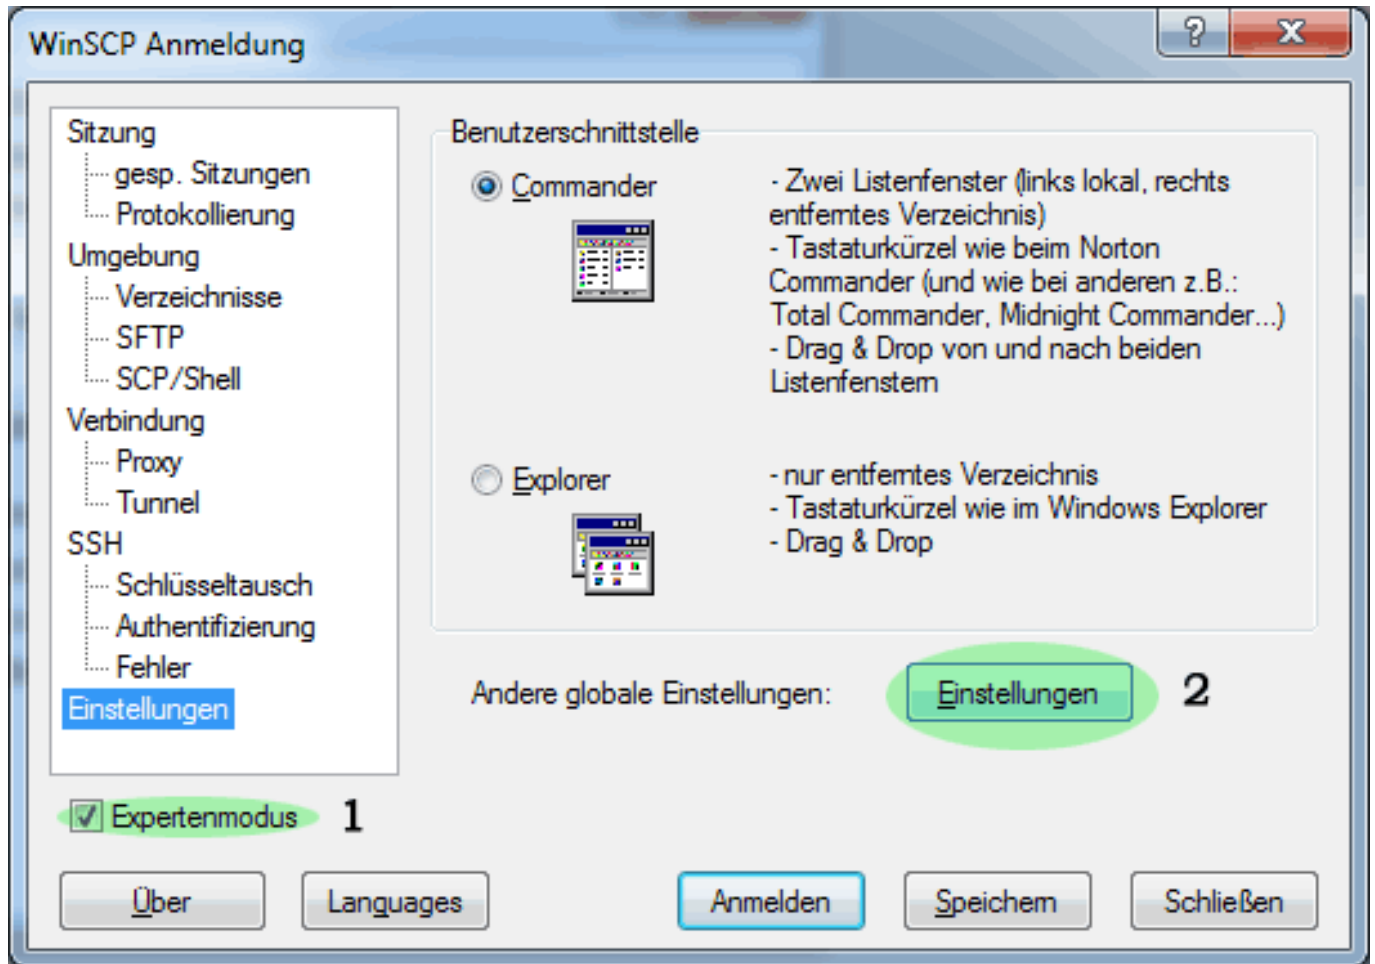 WinSCP Anmeldung
Sitzung
gesp. Sitzungen
Protokollierung
Umgebung
Verzeichnisse
SFTP
SCP/Shell
Verbindung
Proxy
Tunnel
SSH
Schlüsseltausch
Authentifizierung
Fehler
Einstellungen
Expertenmodus 1
Benutzerschnittstelle
Commander
- Zwei Listenfenster (links lokal, rechts
entferntes Verzeichnis)
- Tastaturkürzel wie beim Norton
Commander (und wie bei anderen z.B.:
Total Commander, Midnight Commander...)
- Drag & Drop von und nach beiden
Listenfenstern
Explorer
- nur entferntes Verzeichnis
- Tastaturkürzel wie im Windows Explorer
- Drag & Drop
Andere globale Einstellungen: Einstellungen 2
Über Languages Anmelden Speichern Schließen